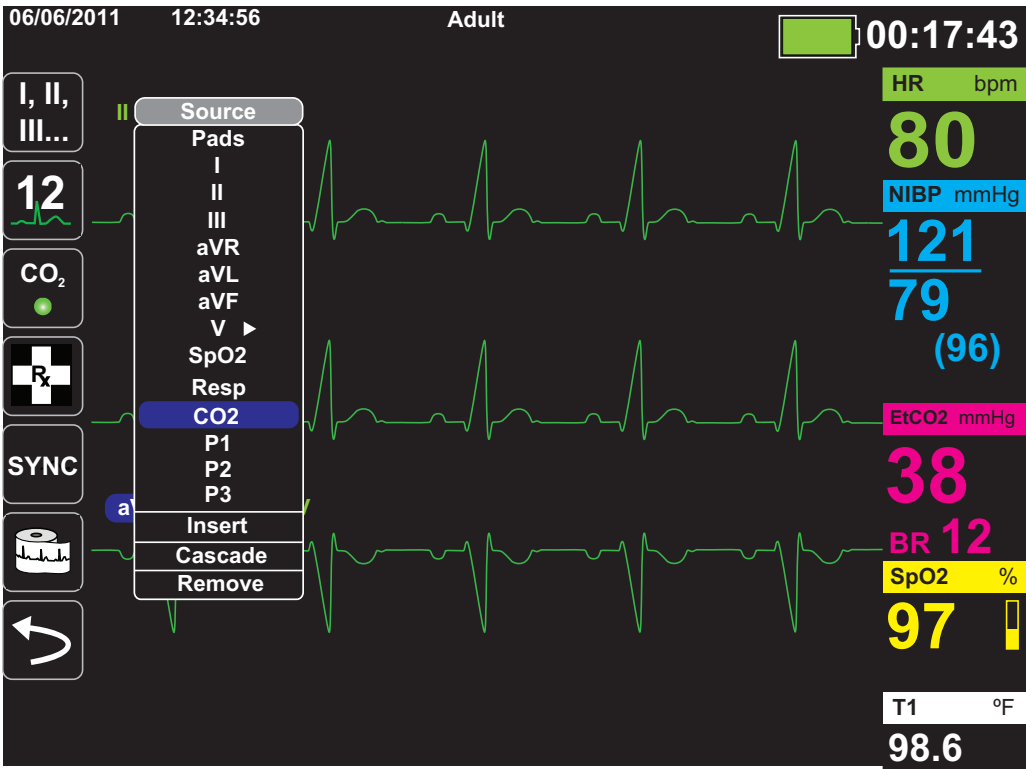 06/06/2011 12:34:56 Adult 00:17:43
I, II,
III...
12
CO2
Rx
SYNC
II
Source
Pads
I
II
III
aVR
aVL
aVF
V
SpO2
Resp
CO2
P1
P2
P3
Insert
Cascade
Remove
HR bpm
80
NIBP mmHg
121
79
(96)
EtCO2 mmHg
38
BR 12
SpO2 %
97
T1 ºF
98.6